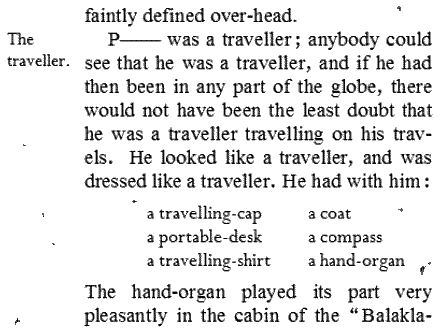 faintly defined over-head.
The traveller.
P—— was a traveller; anybody could
see that he was a traveller, and if he had
then been in any part of the globe, there
would not have been the least doubt that
he was a traveller travelling on his trav-
els. He looked like a traveller, and was
dressed like a traveller. He had with him:
a travelling-cap a coat
a portable-desk a compass
a travelling-shirt a hand-organ
The hand-organ played its part very
pleasantly in the cabin of the “Balakla-